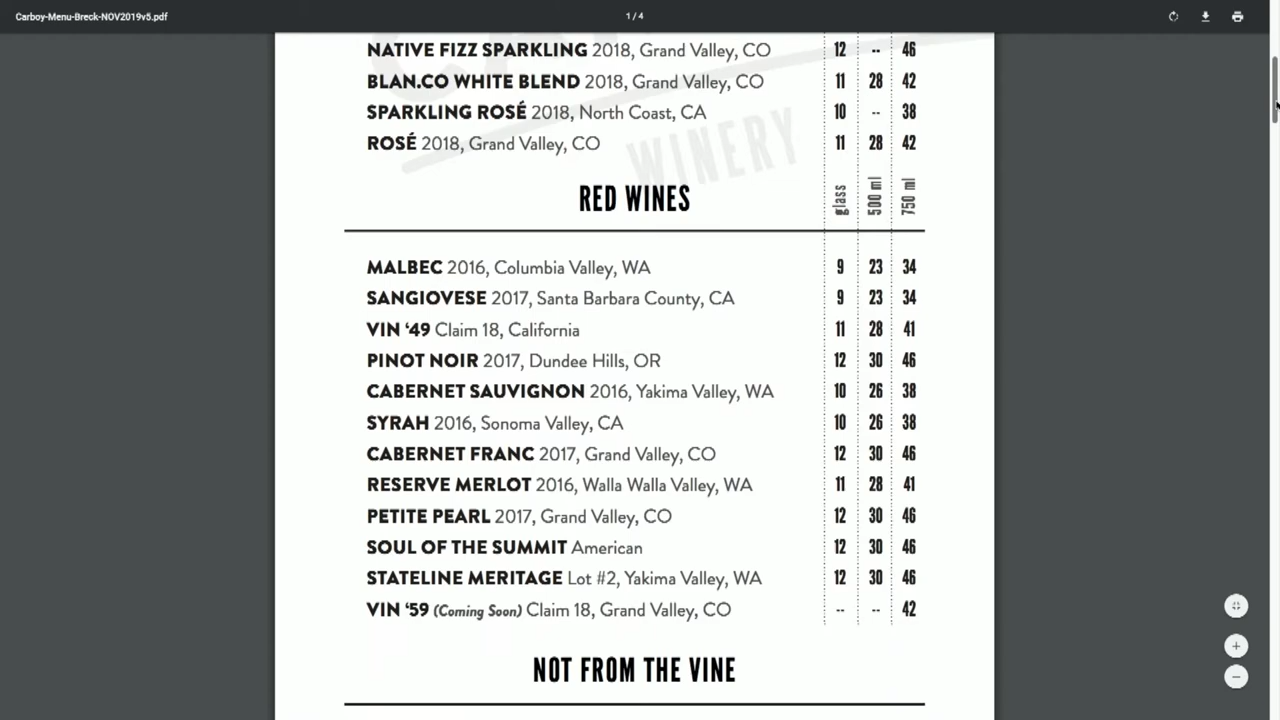 Carboy-Menu-Breck-NOV2019v5.pdf
1 / 4
NATIVE FIZZ SPARKLING 2018, Grand Valley, CO 12 -- 46
BLAN.CO WHITE BLEND 2018, Grand Valley, CO 11 28 42
SPARKLING ROSÉ 2018, North Coast, CA 10 -- 38
ROSÉ 2018, Grand Valley, CO 11 28 42
WINERY
RED WINES glass 500 ml 750 ml
MALBEC 2016, Columbia Valley, WA 9 23 34
SANGIOVESE 2017, Santa Barbara County, CA 9 23 34
VIN ‘49 Claim 18, California 11 28 41
PINOT NOIR 2017, Dundee Hills, OR 12 30 46
CABERNET SAUVIGNON 2016, Yakima Valley, WA 10 26 38
SYRAH 2016, Sonoma Valley, CA 10 26 38
CABERNET FRANC 2017, Grand Valley, CO 12 30 46
RESERVE MERLOT 2016, Walla Walla Valley, WA 11 28 41
PETITE PEARL 2017, Grand Valley, CO 12 30 46
SOUL OF THE SUMMIT American 12 30 46
STATELINE MERITAGE Lot #2, Yakima Valley, WA 12 30 46
VIN ‘59 (Coming Soon) Claim 18, Grand Valley, CO -- -- 42
NOT FROM THE VINE